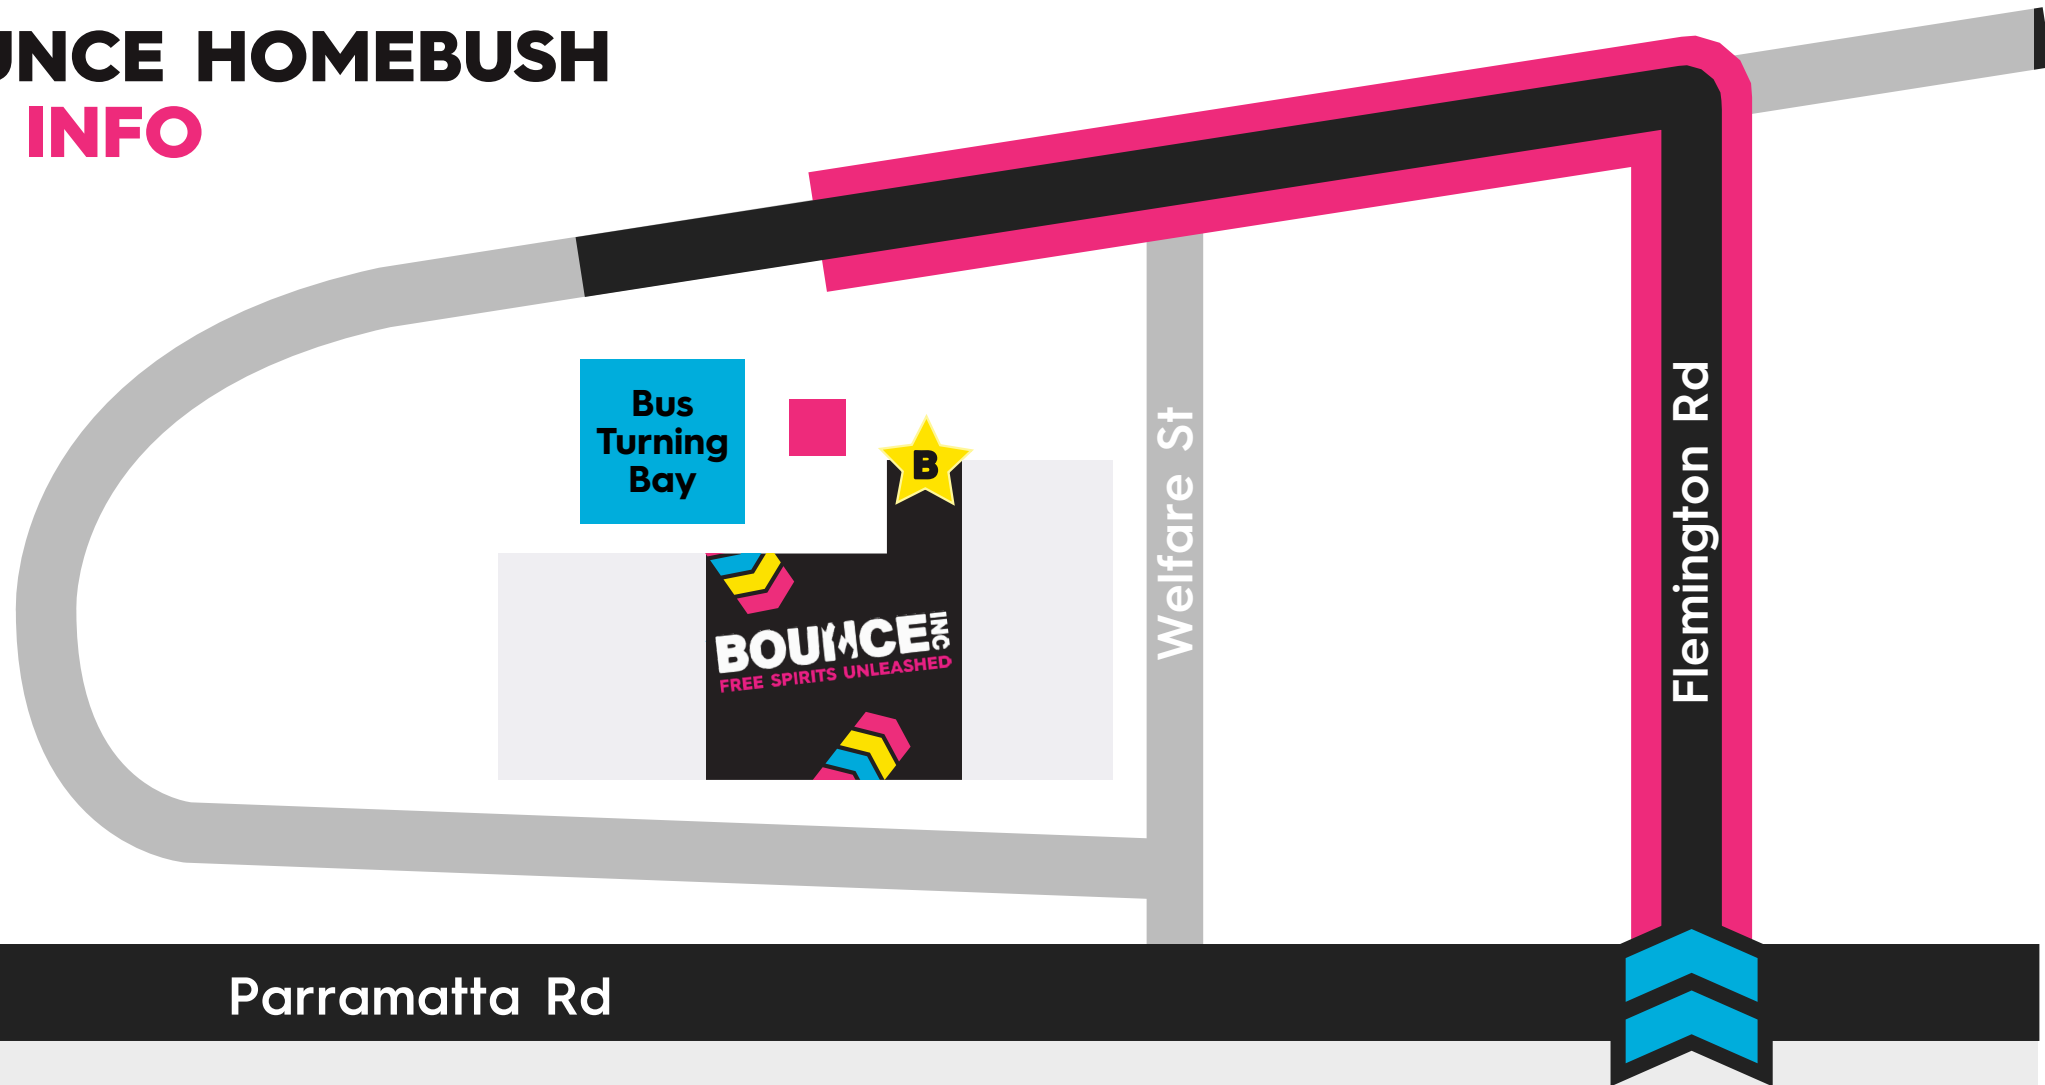 UNCE HOMEBUSH
INFO
Bus
Turning
Bay
B
BOUNCE INC
FREE SPIRITS UNLEASHED
Welfare St
Flemington Rd
Parramatta Rd